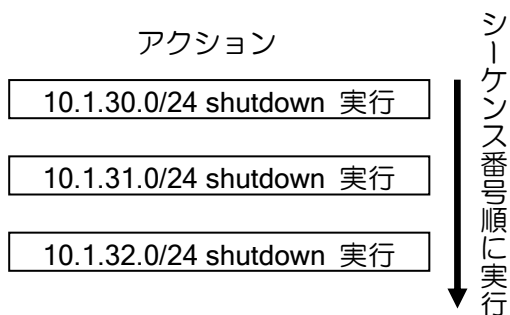 アクション
10.1.30.0/24 shutdown 実行
10.1.31.0/24 shutdown 実行
10.1.32.0/24 shutdown 実行
シーケンス番号順に実行